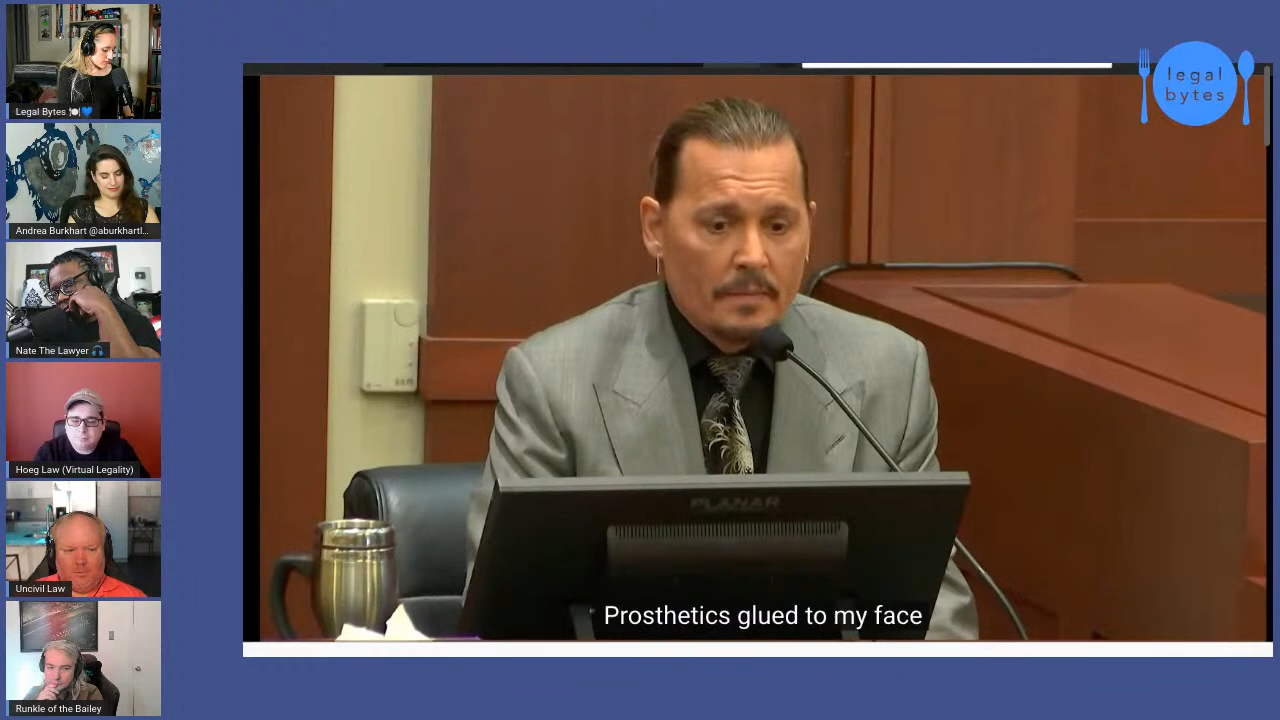 Legal Bytes 🍽️💙
Andrea Burkhart @aburkhartl...
Nate The Lawyer 🎧
Hoeg Law (Virtual Legality)
Uncivil Law
Runkle of the Bailey
legal
bytes
PLANAR
Prosthetics glued to my face